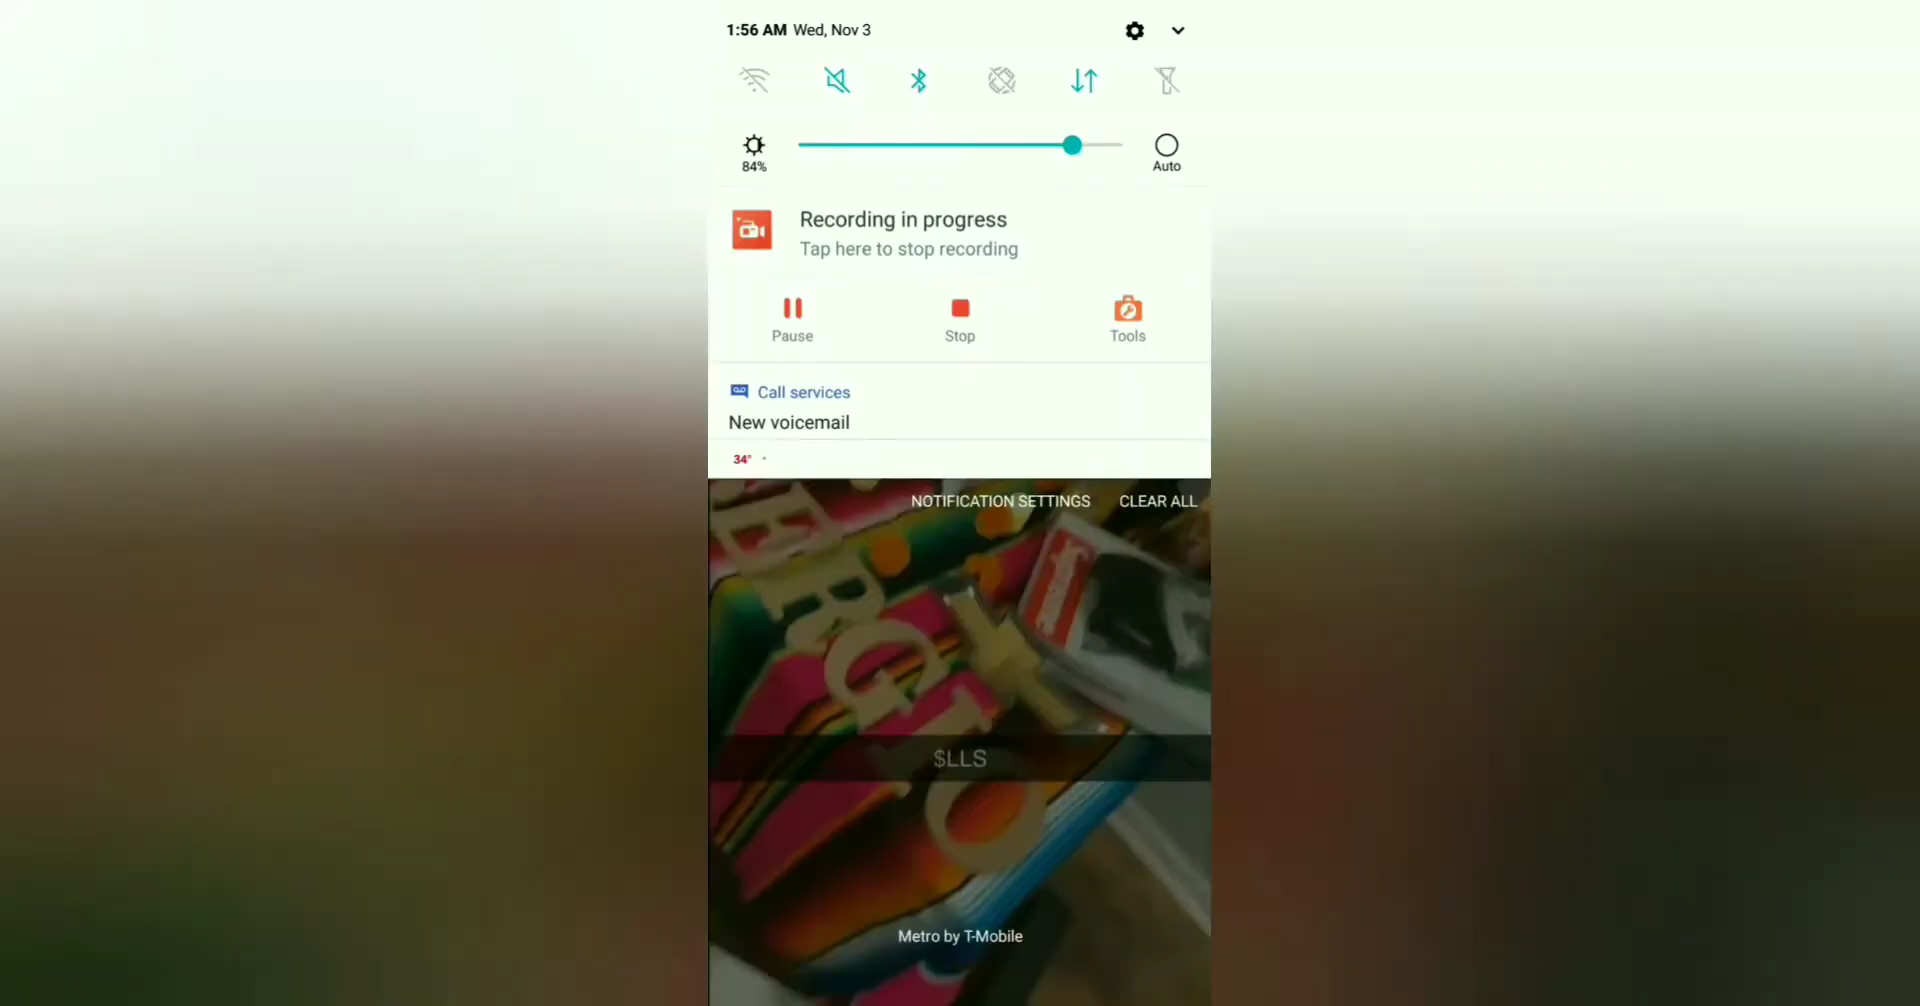 1:56 AM Wed, Nov 3
84%
Auto
Recording in progress
Tap here to stop recording
Pause
Stop
Tools
Call services
New voicemail
34°
NOTIFICATION SETTINGS
CLEAR ALL
$LLS
Metro by T-Mobile